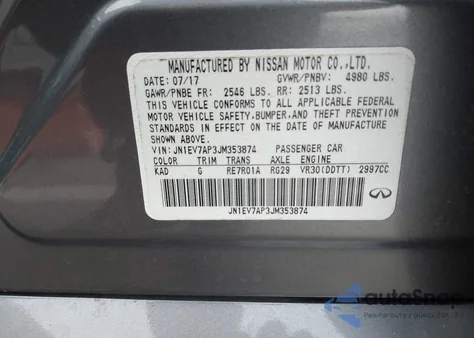 MANUFACTURED BY NISSAN MOTOR CO.,LTD.
DATE: 07/17 GVWR/PNBV: 4980 LBS.
GAWR/PNBE FR: 2546 LBS. RR: 2513 LBS.
THIS VEHICLE CONFORMS TO ALL APPLICABLE FEDERAL
MOTOR VEHICLE SAFETY,BUMPER,AND THEFT PREVENTION
STANDARDS IN EFFECT ON THE DATE OF MANUFACTURE
SHOWN ABOVE.
VIN: JN1EV7AP3JM353874 PASSENGER CAR
COLOR TRIM TRANS AXLE ENGINE
KAD G RE7R01A RG29 VR30(DDTT) 2997CC
JN1EV7AP3JM353874
autoSnap